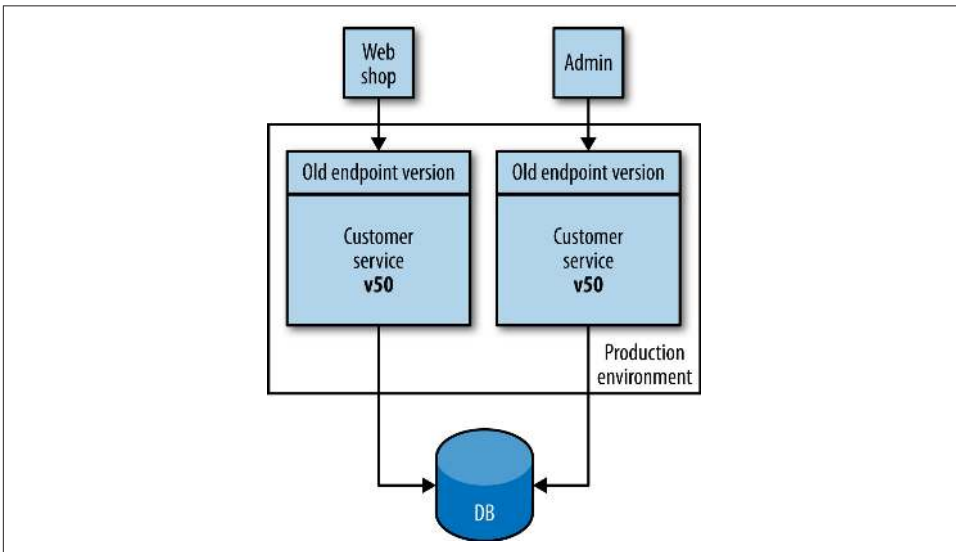 Web
shop
Admin
Old endpoint version
Old endpoint version
Customer
service
v50
Customer
service
v50
Production
environment
DB